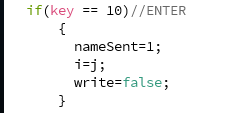 if(key == 10)//ENTER
{
nameSent=1;
i=j;
write=false;
}